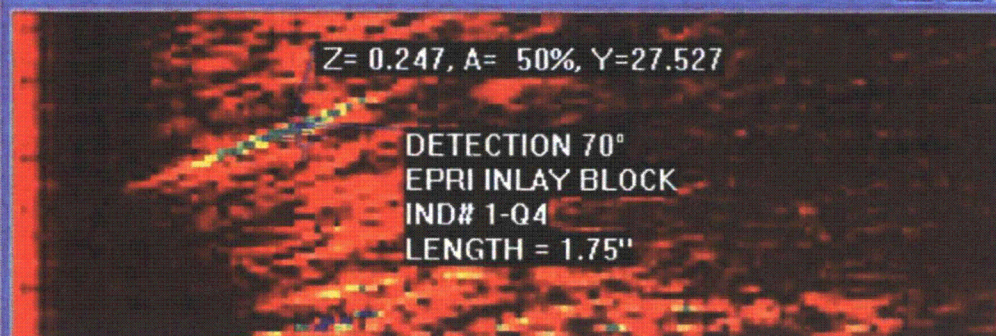 Z= 0.247, A= 50%, Y=27.527
DETECTION 70°
EPRI INLAY BLOCK
IND# 1-Q4
LENGTH = 1.75"